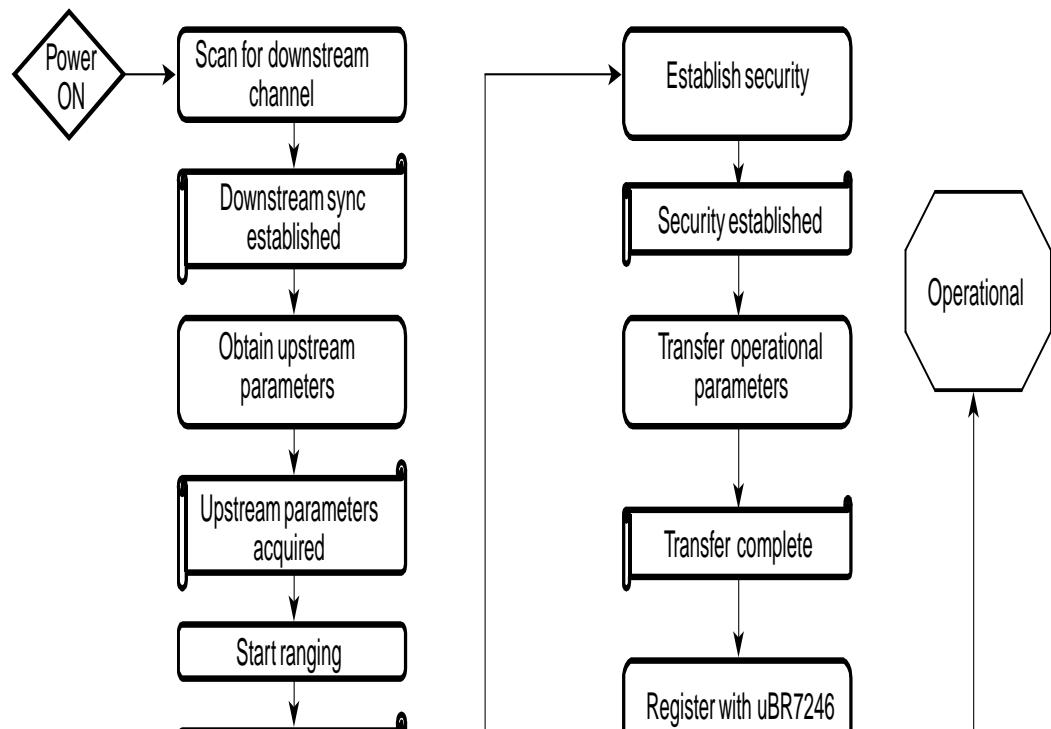 Power
ON
Scan for downstream
channel
Downstream sync
established
Obtain upstream
parameters
Upstream parameters
acquired
Start ranging
Establish security
Security established
Transfer operational
parameters
Transfer complete
Register with uBR7246
Operational